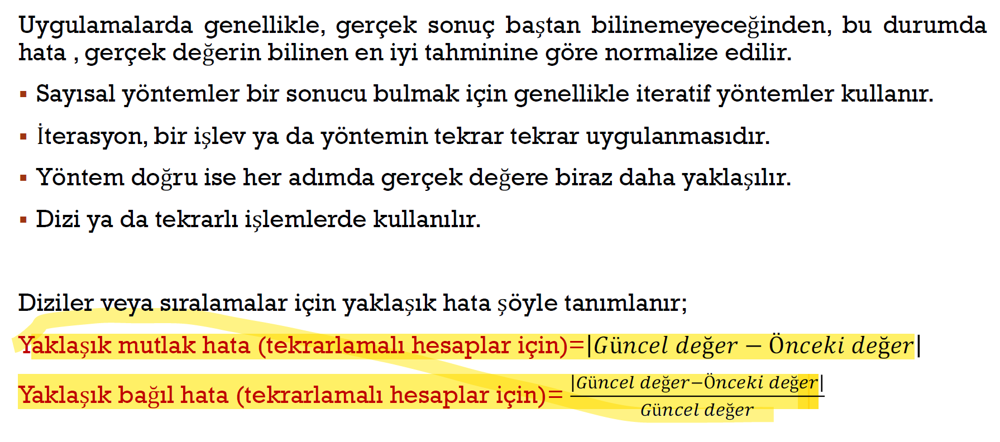 Uygulamalarda genellikle, gerçek sonuç baştan bilinemeyeceğinden, bu durumda
hata , gerçek değerin bilinen en iyi tahminine göre normalize edilir.
▪ Sayısal yöntemler bir sonucu bulmak için genellikle iteratif yöntemler kullanır.
▪ İterasyon, bir işlev ya da yöntemin tekrar tekrar uygulanmasıdır.
▪ Yöntem doğru ise her adımda gerçek değere biraz daha yaklaşılır.
▪ Dizi ya da tekrarlı işlemlerde kullanılır.
Diziler veya sıralamalar için yaklaşık hata şöyle tanımlanır;
Yaklaşık mutlak hata (tekrarlamalı hesaplar için)=|Güncel değer − Önceki değer|
Yaklaşık bağıl hata (tekrarlamalı hesaplar için)= |Güncel değer−Önceki değer|
Güncel değer